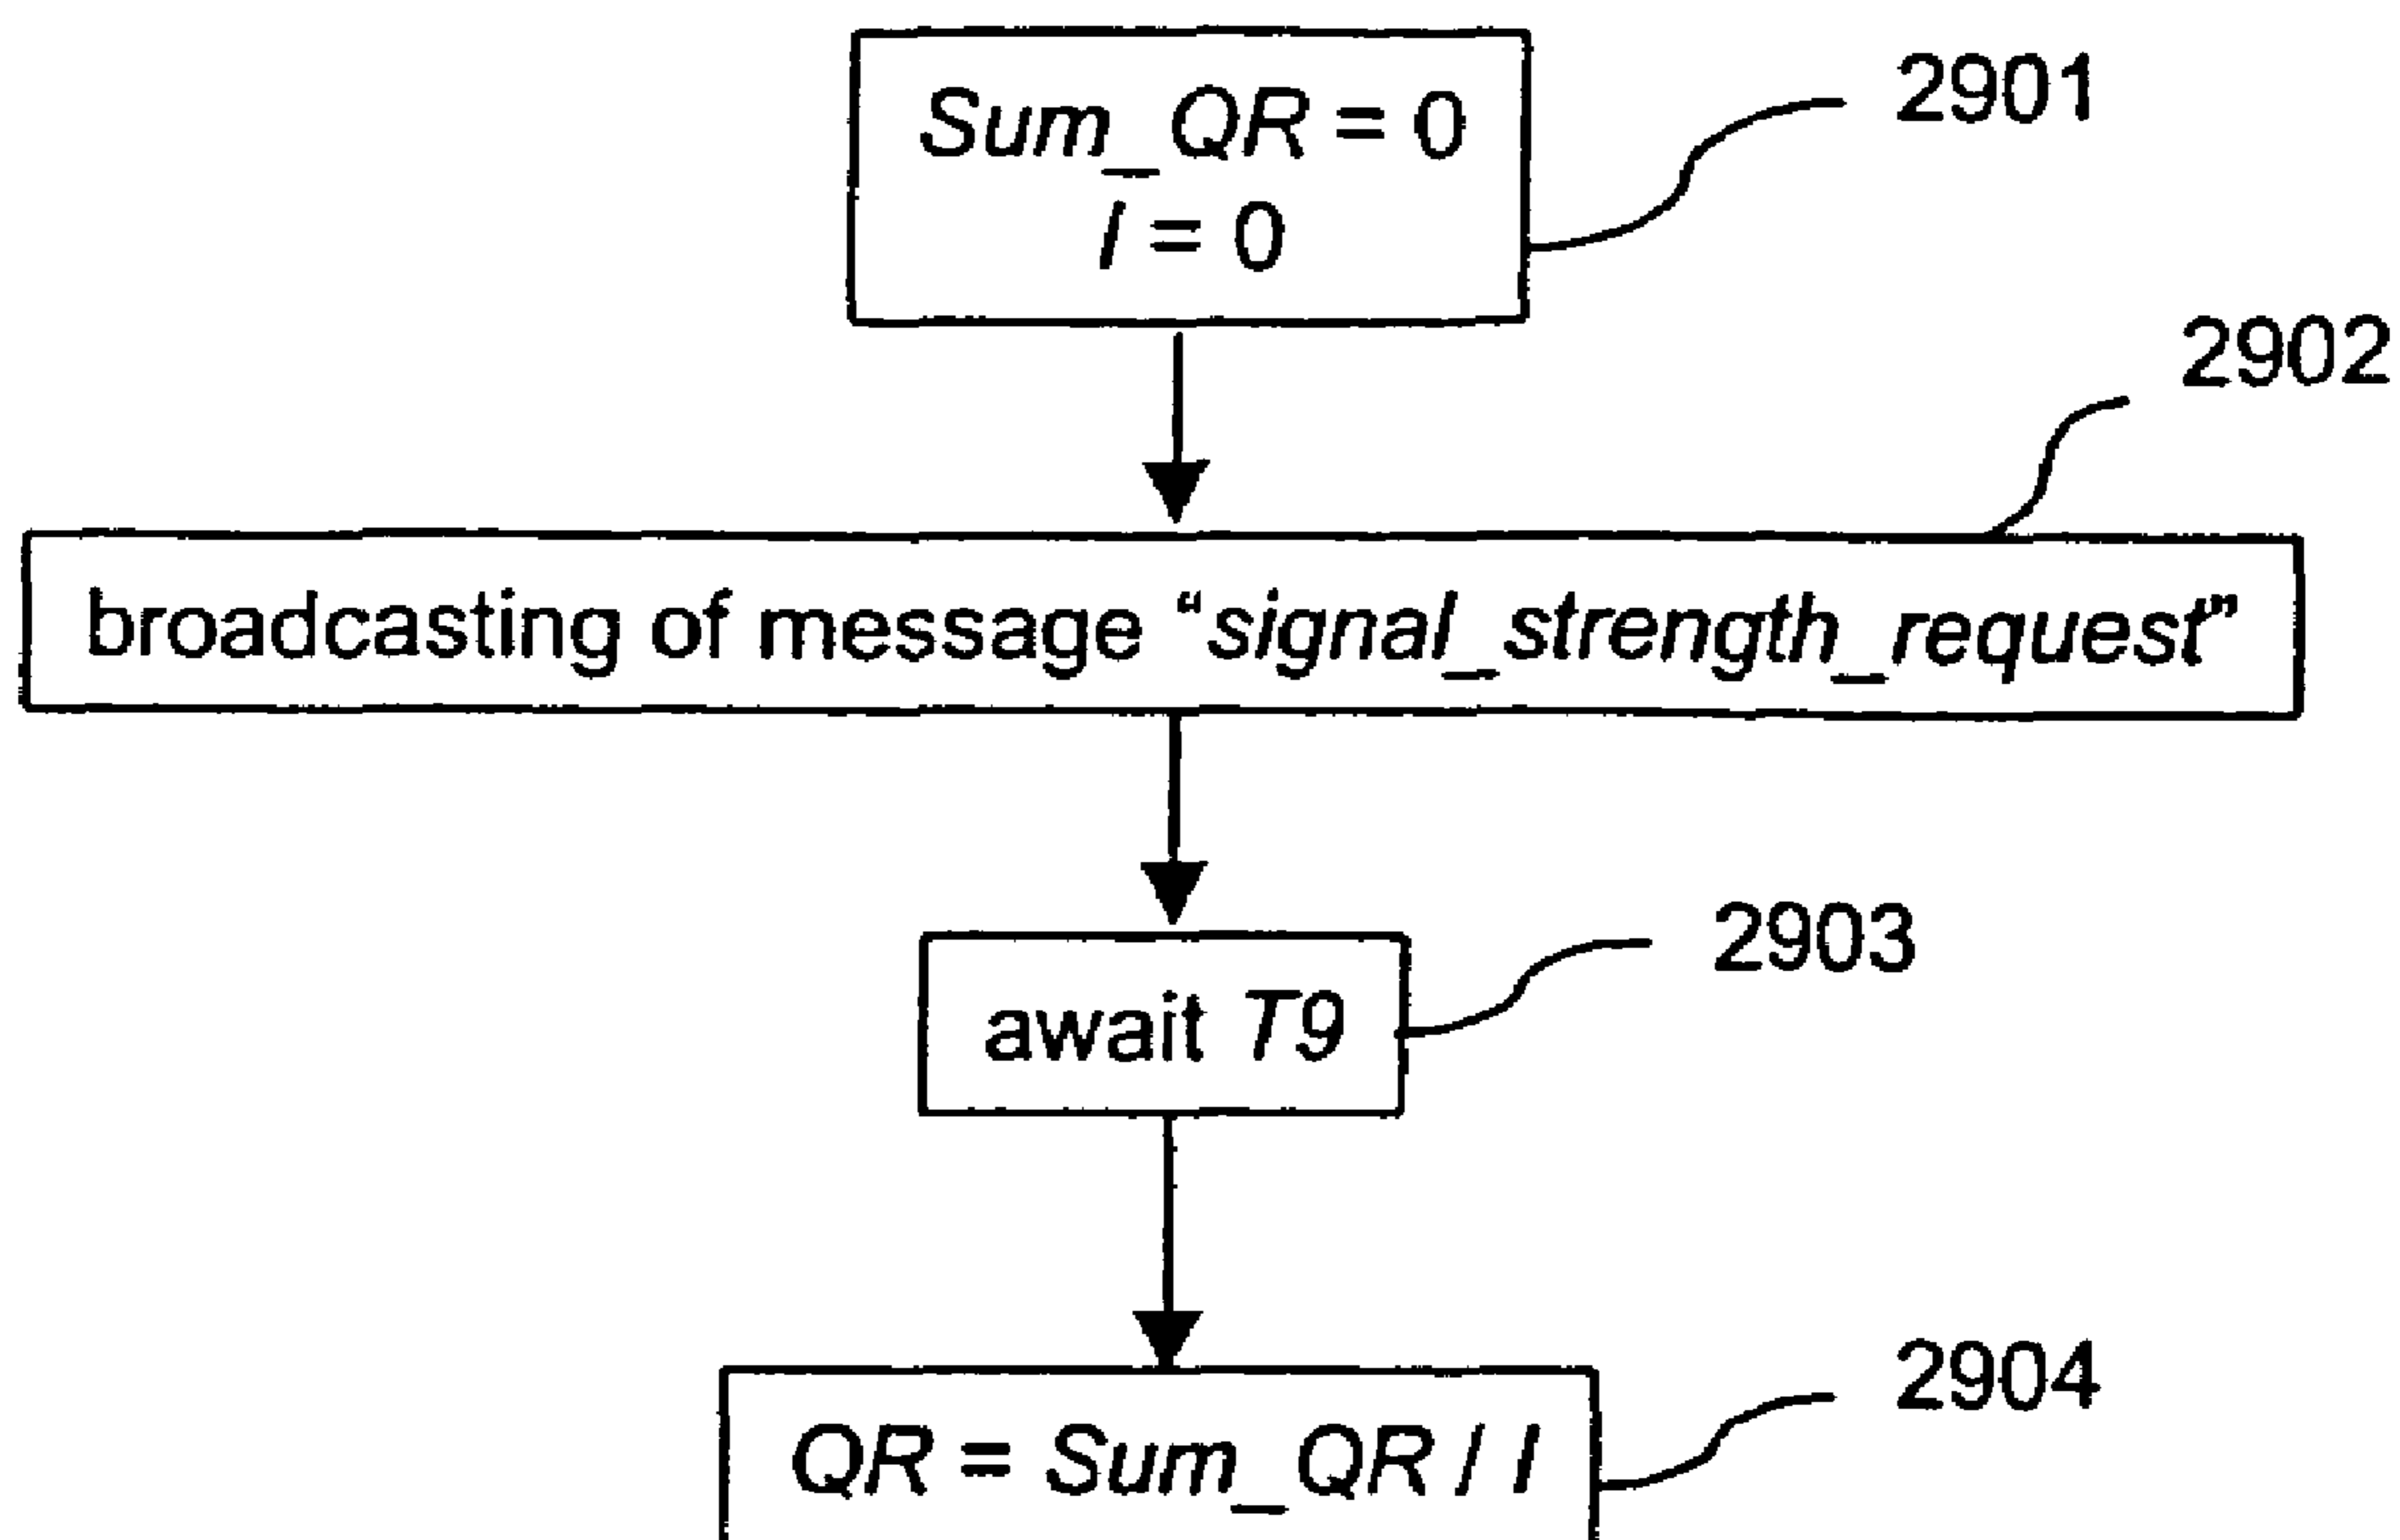 Sum_QR = 0
2901
I = 0
2902
broadcasting of message “signal_strength_request”
2903
await T9
2904
QR = Sum_QR / I